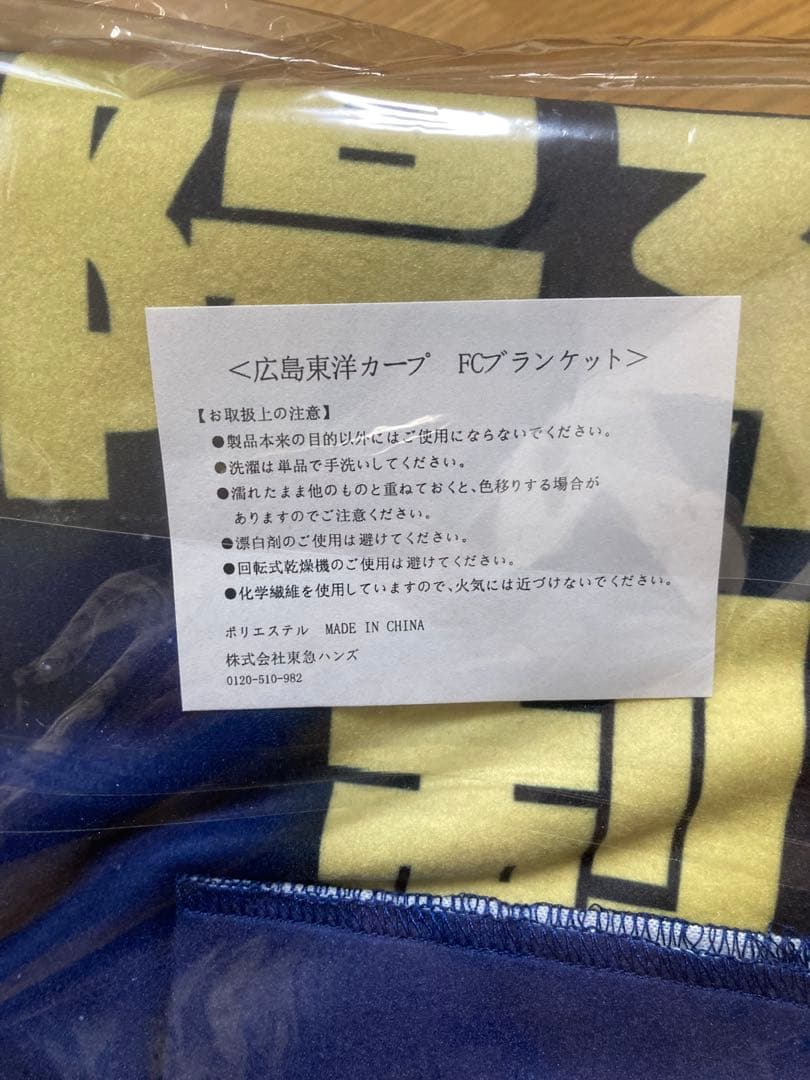 ＜広島東洋カープ　FCブランケット＞
【お取扱上の注意】
●製品本来の目的以外にはご使用にならないでください。
●洗濯は単品で手洗いしてください。
●濡れたまま他のものと重ねておくと、色移りする場合が
ありますのでご注意ください。
●漂白剤のご使用は避けてください。
●回転式乾燥機のご使用は避けてください。
●化学繊維を使用していますので、火気には近づけないでください。
ポリエステル　MADE IN CHINA
株式会社東急ハンズ
0120-510-982